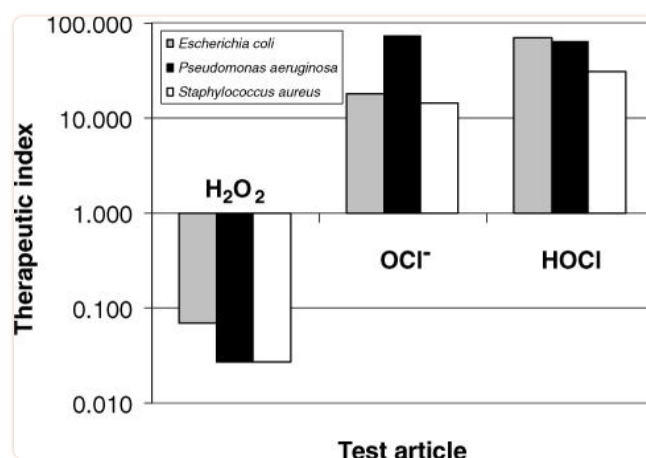 100.000
10.000
1.000
0.100
0.010
Therapeutic index
Escherichia coli
Pseudomonas aeruginosa
Staphylococcus aureus
H₂O₂
OCl⁻
HOCl
Test article